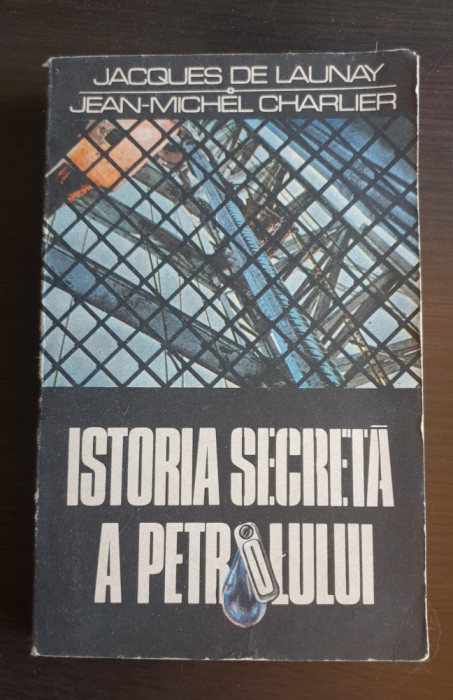 JACQUES DE LAUNAY
JEAN-MICHEL CHARLIER
ISTORIA SECRETĂ
A PETROLULUI